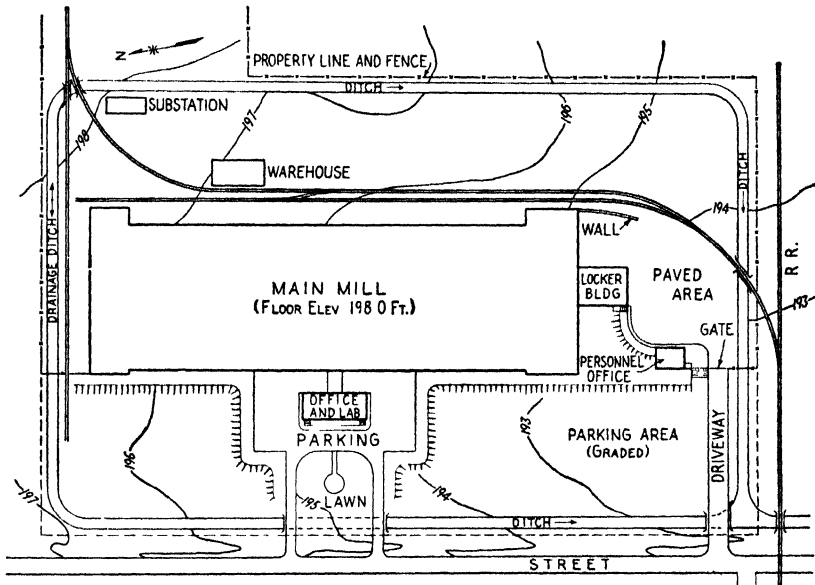 N
PROPERTY LINE AND FENCE
DITCH
SUBSTATION
198
197
196
195
WAREHOUSE
DITCH
194
WALL
R R.
DRAINAGE DITCH
MAIN MILL
(FLOOR ELEV 198 0 FT.)
LOCKER
BLDG
PAVED
AREA
193
GATE
PERSONNEL
OFFICE
OFFICE
AND LAB
PARKING
193
PARKING AREA
(GRADED)
DRIVEWAY
196
197
195
LAWN
194
DITCH
STREET